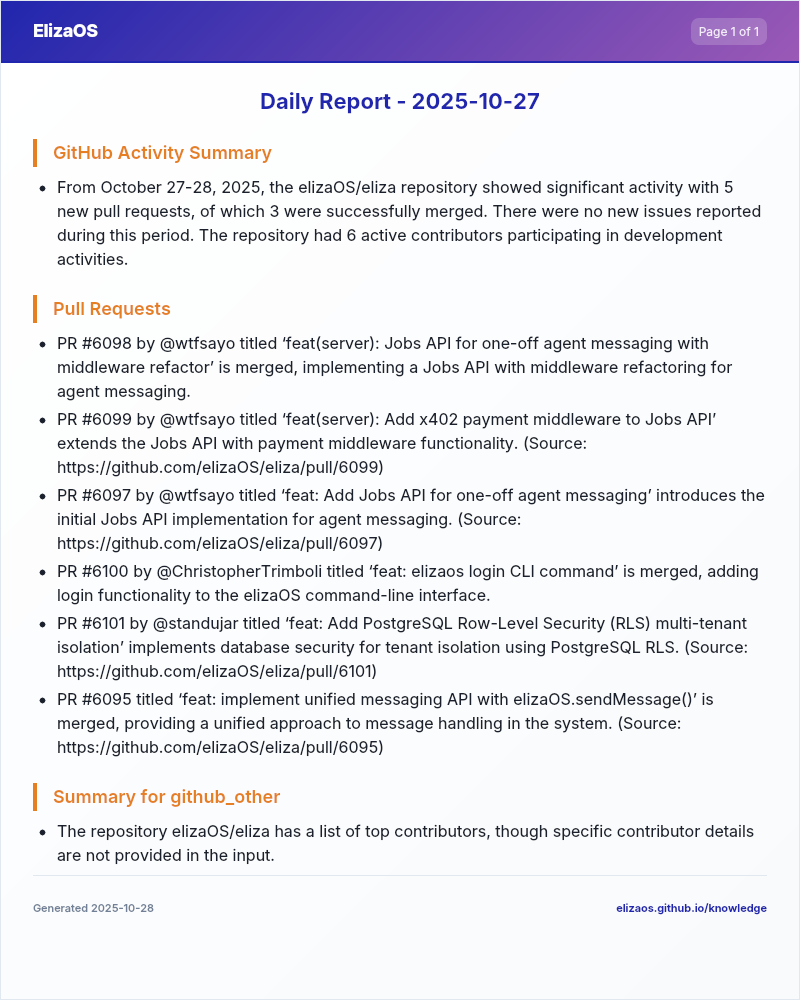 ElizaOS
Page 1 of 1
Daily Report - 2025-10-27
GitHub Activity Summary
• From October 27-28, 2025, the elizaOS/eliza repository showed significant activity with 5
new pull requests, of which 3 were successfully merged. There were no new issues reported
during this period. The repository had 6 active contributors participating in development
activities.
Pull Requests
• PR #6098 by @wtfsayo titled ‘feat(server): Jobs API for one-off agent messaging with
middleware refactor’ is merged, implementing a Jobs API with middleware refactoring for
agent messaging.
• PR #6099 by @wtfsayo titled ‘feat(server): Add x402 payment middleware to Jobs API’
extends the Jobs API with payment middleware functionality. (Source:
https://github.com/elizaOS/eliza/pull/6099)
• PR #6097 by @wtfsayo titled ‘feat: Add Jobs API for one-off agent messaging’ introduces the
initial Jobs API implementation for agent messaging. (Source:
https://github.com/elizaOS/eliza/pull/6097)
• PR #6100 by @ChristopherTrimboli titled ‘feat: elizaos login CLI command’ is merged, adding
login functionality to the elizaOS command-line interface.
• PR #6101 by @standujar titled ‘feat: Add PostgreSQL Row-Level Security (RLS) multi-tenant
isolation’ implements database security for tenant isolation using PostgreSQL RLS. (Source:
https://github.com/elizaOS/eliza/pull/6101)
• PR #6095 titled ‘feat: implement unified messaging API with elizaOS.sendMessage()’ is
merged, providing a unified approach to message handling in the system. (Source:
https://github.com/elizaOS/eliza/pull/6095)
Summary for github_other
• The repository elizaOS/eliza has a list of top contributors, though specific contributor details
are not provided in the input.
Generated 2025-10-28
elizaos.github.io/knowledge